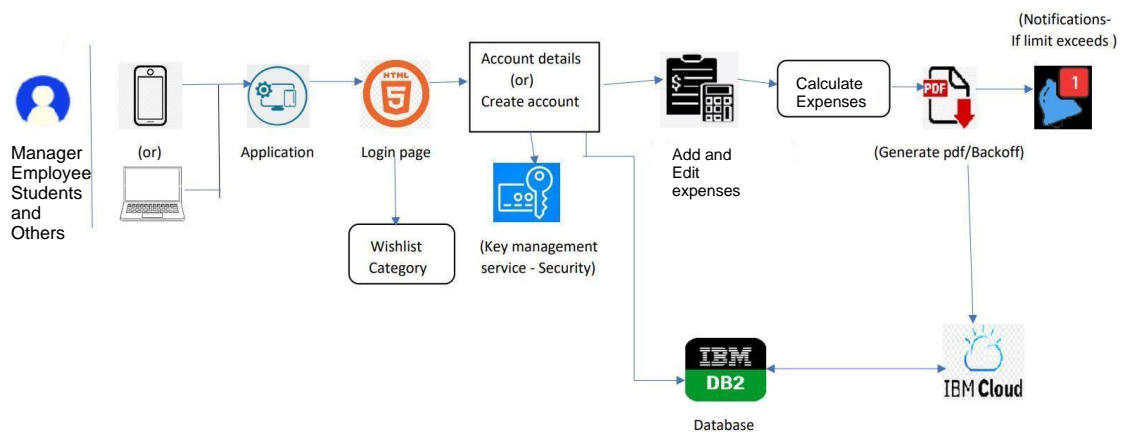 Manager
Employee
Students
and
Others
(or)
Application
HTML
5
Login page
Wishlist
Category
Account details
(or)
Create account
(Key management
service - Security)
$
Add and
Edit
expenses
Calculate
Expenses
PDF
(Generate pdf/Backoff)
(Notifications-
If limit exceeds )
1
IBM
DB2
Database
IBM Cloud